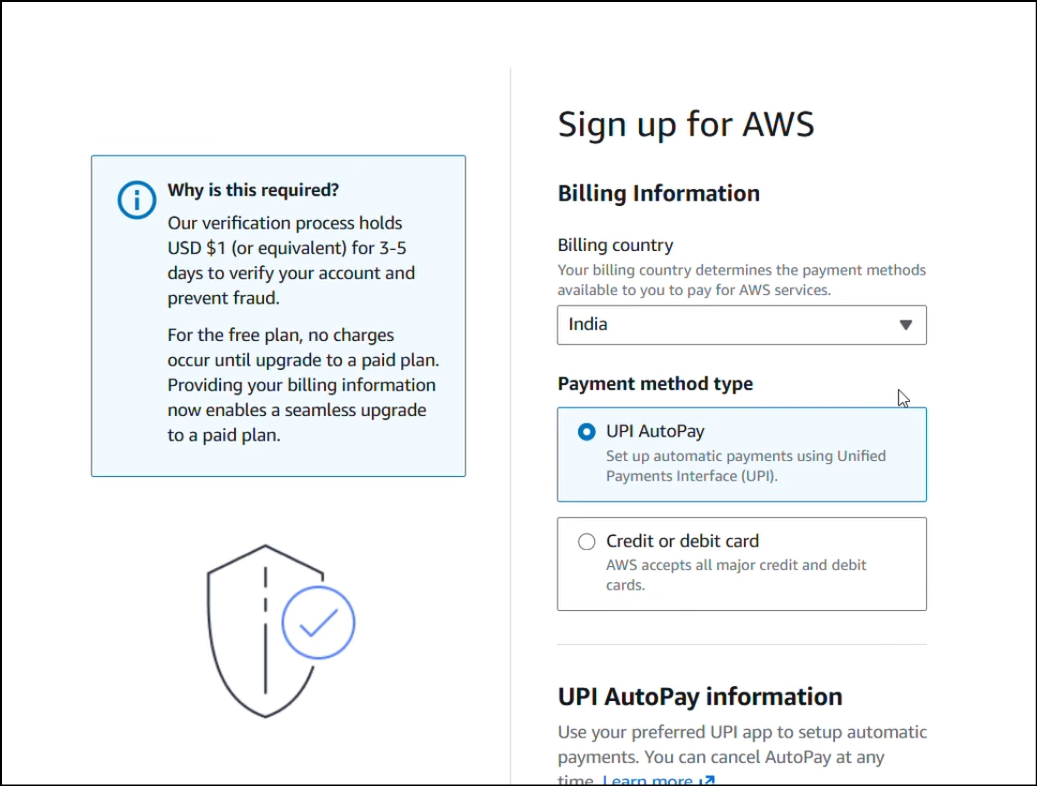 Why is this required?
Our verification process holds
USD $1 (or equivalent) for 3-5
days to verify your account and
prevent fraud.
For the free plan, no charges
occur until upgrade to a paid plan.
Providing your billing information
now enables a seamless upgrade
to a paid plan.
Sign up for AWS
Billing Information
Billing country
Your billing country determines the payment methods
available to you to pay for AWS services.
India
Payment method type
UPI AutoPay
Set up automatic payments using Unified
Payments Interface (UPI).
Credit or debit card
AWS accepts all major credit and debit
cards.
UPI AutoPay information
Use your preferred UPI app to setup automatic
payments. You can cancel AutoPay at any
time. Learn more